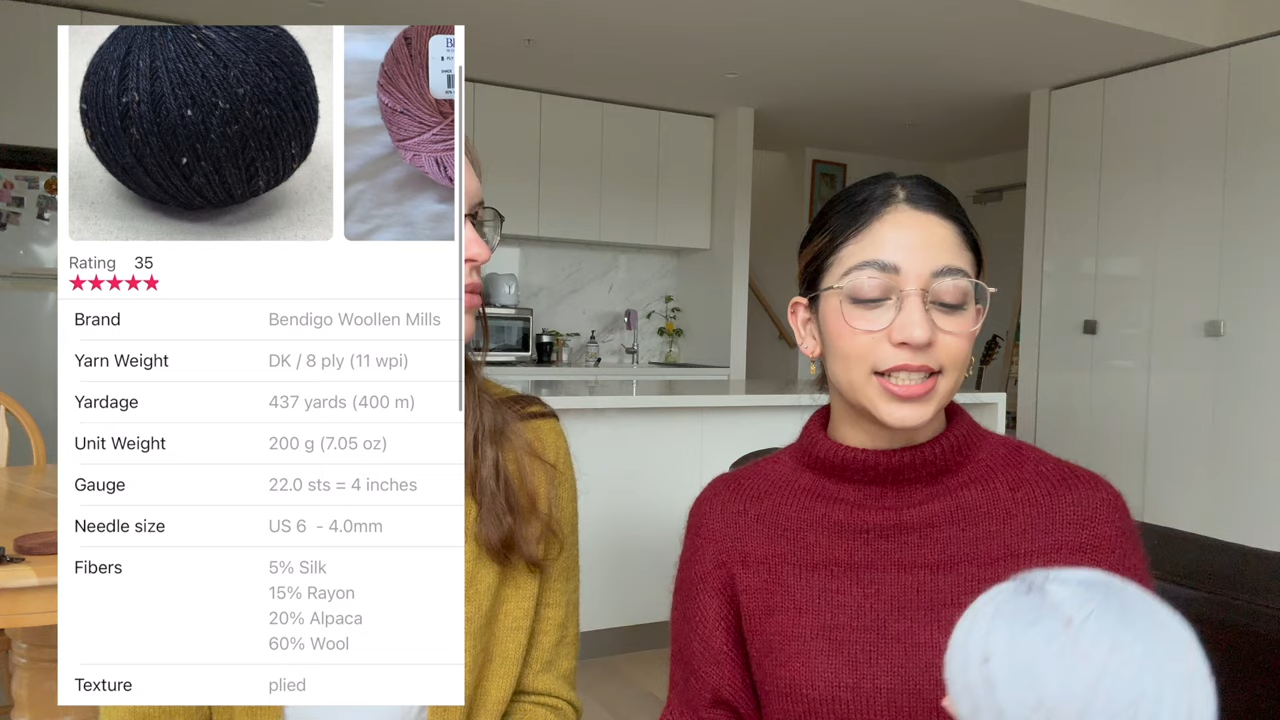 Rating 35
Brand Bendigo Woollen Mills
Yarn Weight DK / 8 ply (11 wpi)
Yardage 437 yards (400 m)
Unit Weight 200 g (7.05 oz)
Gauge 22.0 sts = 4 inches
Needle size US 6 - 4.0mm
Fibers 5% Silk
15% Rayon
20% Alpaca
60% Wool
Texture plied